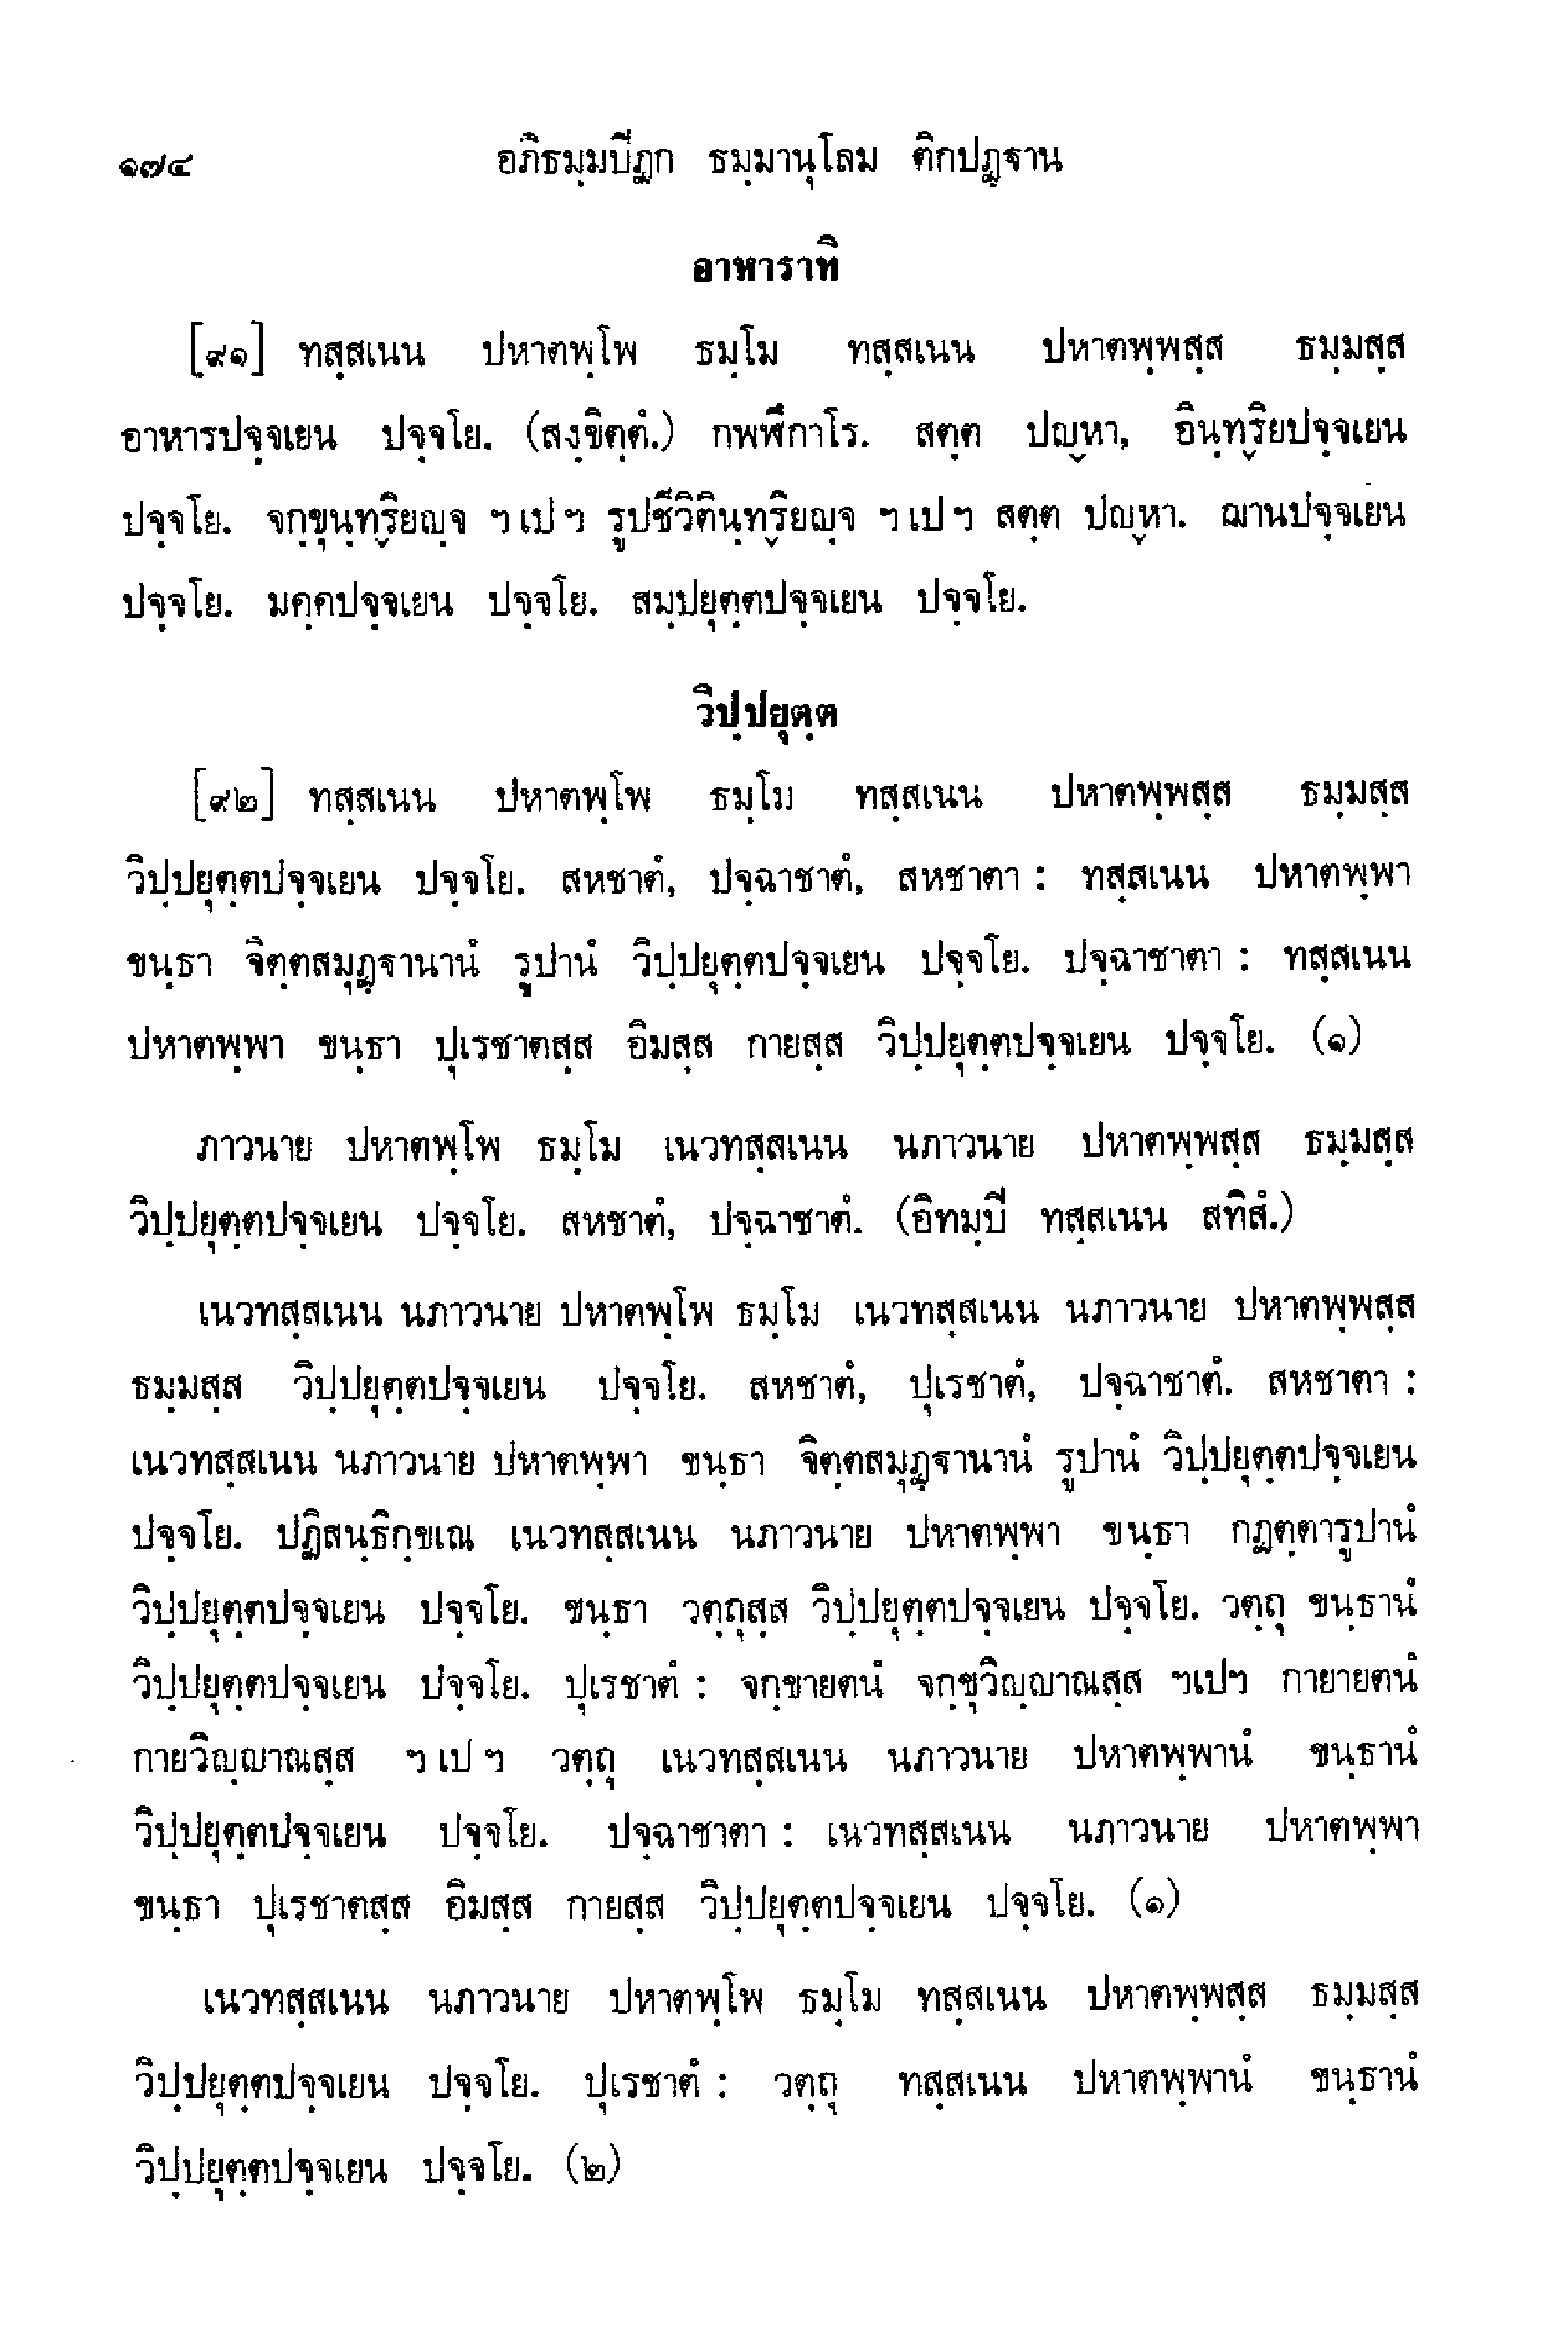 ๑๗๔ อภิธมฺมปิฏก ธมฺมานุโลม ติกปฏฺฐาน
อาหาราทิ
[๙๑] ทสฺสเนน ปหาตพฺโพ ธมฺโม ทสฺสเนน ปหาตพฺพสฺส ธมฺมสฺส
อาหารปจฺจเยน ปจฺจโย. (สงฺขิตฺตํ.) กพฬีกาโร. สตฺต ปญฺหา, อินฺทฺริยปจฺจเยน
ปจฺจโย. จกฺขุนฺทฺริยญฺจ ฯ เป ฯ รูปชีวิตินฺทฺริยญฺจ ฯ เป ฯ สตฺต ปญฺหา. ฌานปจฺจเยน
ปจฺจโย. มคฺคปจฺจเยน ปจฺจโย. สมฺปยุตฺตปจฺจเยน ปจฺจโย.
วิปฺปยุตฺต
[๙๒] ทสฺสเนน ปหาตพฺโพ ธมฺโม ทสฺสเนน ปหาตพฺพสฺส ธมฺมสฺส
วิปฺปยุตฺตปจฺจเยน ปจฺจโย. สหชาตํ, ปจฺฉาชาตํ, สหชาตา : ทสฺสเนน ปหาตพฺพา
ขนฺธา จิตฺตสมุฏฺฐานานํ รูปานํ วิปฺปยุตฺตปจฺจเยน ปจฺจโย. ปจฺฉาชาตา : ทสฺสเนน
ปหาตพฺพา ขนฺธา ปุเรชาตสฺส อิมสฺส กายสฺส วิปฺปยุตฺตปจฺจเยน ปจฺจโย. (๑)
ภาวนาย ปหาตพฺโพ ธมฺโม เนวทสฺสเนน นภาวนาย ปหาตพฺพสฺส ธมฺมสฺส
วิปฺปยุตฺตปจฺจเยน ปจฺจโย. สหชาตํ, ปจฺฉาชาตํ. (อิทมฺปิ ทสฺสเนน สทิสํ.)
เนวทสฺสเนน นภาวนาย ปหาตพฺโพ ธมฺโม เนวทสฺสเนน นภาวนาย ปหาตพฺพสฺส
ธมฺมสฺส วิปฺปยุตฺตปจฺจเยน ปจฺจโย. สหชาตํ, ปุเรชาตํ, ปจฺฉาชาตํ. สหชาตา :
เนวทสฺสเนน นภาวนาย ปหาตพฺพา ขนฺธา จิตฺตสมุฏฺฐานานํ รูปานํ วิปฺปยุตฺตปจฺจเยน
ปจฺจโย. ปฏิสนฺธิกฺขเณ เนวทสฺสเนน นภาวนาย ปหาตพฺพา ขนฺธา กฏตฺตารูปานํ
วิปฺปยุตฺตปจฺจเยน ปจฺจโย. ขนฺธา วตฺถุสฺส วิปฺปยุตฺตปจฺจเยน ปจฺจโย. วตฺถุ ขนฺธานํ
วิปฺปยุตฺตปจฺจเยน ปจฺจโย. ปุเรชาตํ : จกฺขายตนํ จกฺขุวิญฺญาณสฺส ฯเปฯ กายายตนํ
กายวิญฺญาณสฺส ฯ เป ฯ วตฺถุ เนวทสฺสเนน นภาวนาย ปหาตพฺพานํ ขนฺธานํ
วิปฺปยุตฺตปจฺจเยน ปจฺจโย. ปจฺฉาชาตา : เนวทสฺสเนน นภาวนาย ปหาตพฺพา
ขนฺธา ปุเรชาตสฺส อิมสฺส กายสฺส วิปฺปยุตฺตปจฺจเยน ปจฺจโย. (๑)
เนวทสฺสเนน นภาวนาย ปหาตพฺโพ ธมฺโม ทสฺสเนน ปหาตพฺพสฺส ธมฺมสฺส
วิปฺปยุตฺตปจฺจเยน ปจฺจโย. ปุเรชาตํ : วตฺถุ ทสฺสเนน ปหาตพฺพานํ ขนฺธานํ
วิปฺปยุตฺตปจฺจเยน ปจฺจโย. (๒)